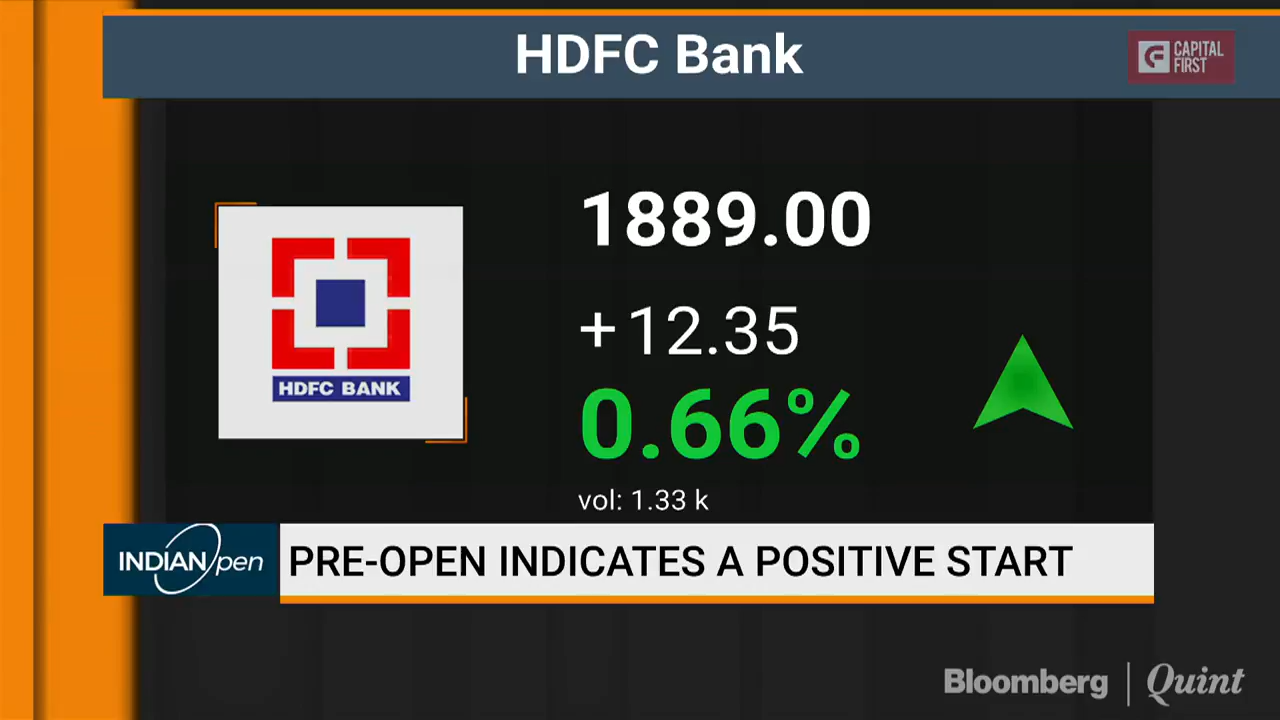 HDFC Bank
CAPITAL
FIRST
1889.00
+12.35
0.66%
vol: 1.33 k
HDFC BANK
INDIAN Open
PRE-OPEN INDICATES A POSITIVE START
Bloomberg | Quint